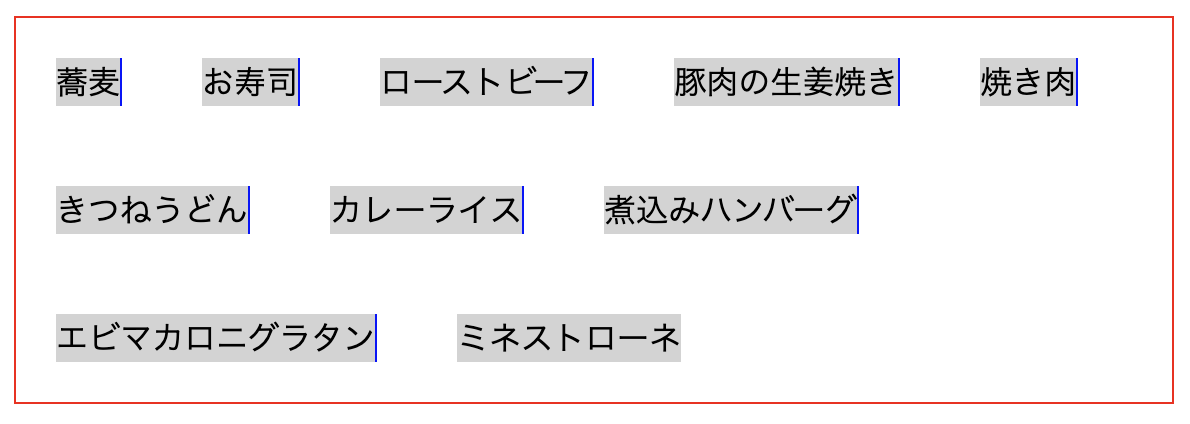 蕎麦 お寿司 ローストビーフ 豚肉の生姜焼き 焼き肉
きつねうどん カレーライス 煮込みハンバーグ
エビマカロニグラタン ミネストローネ